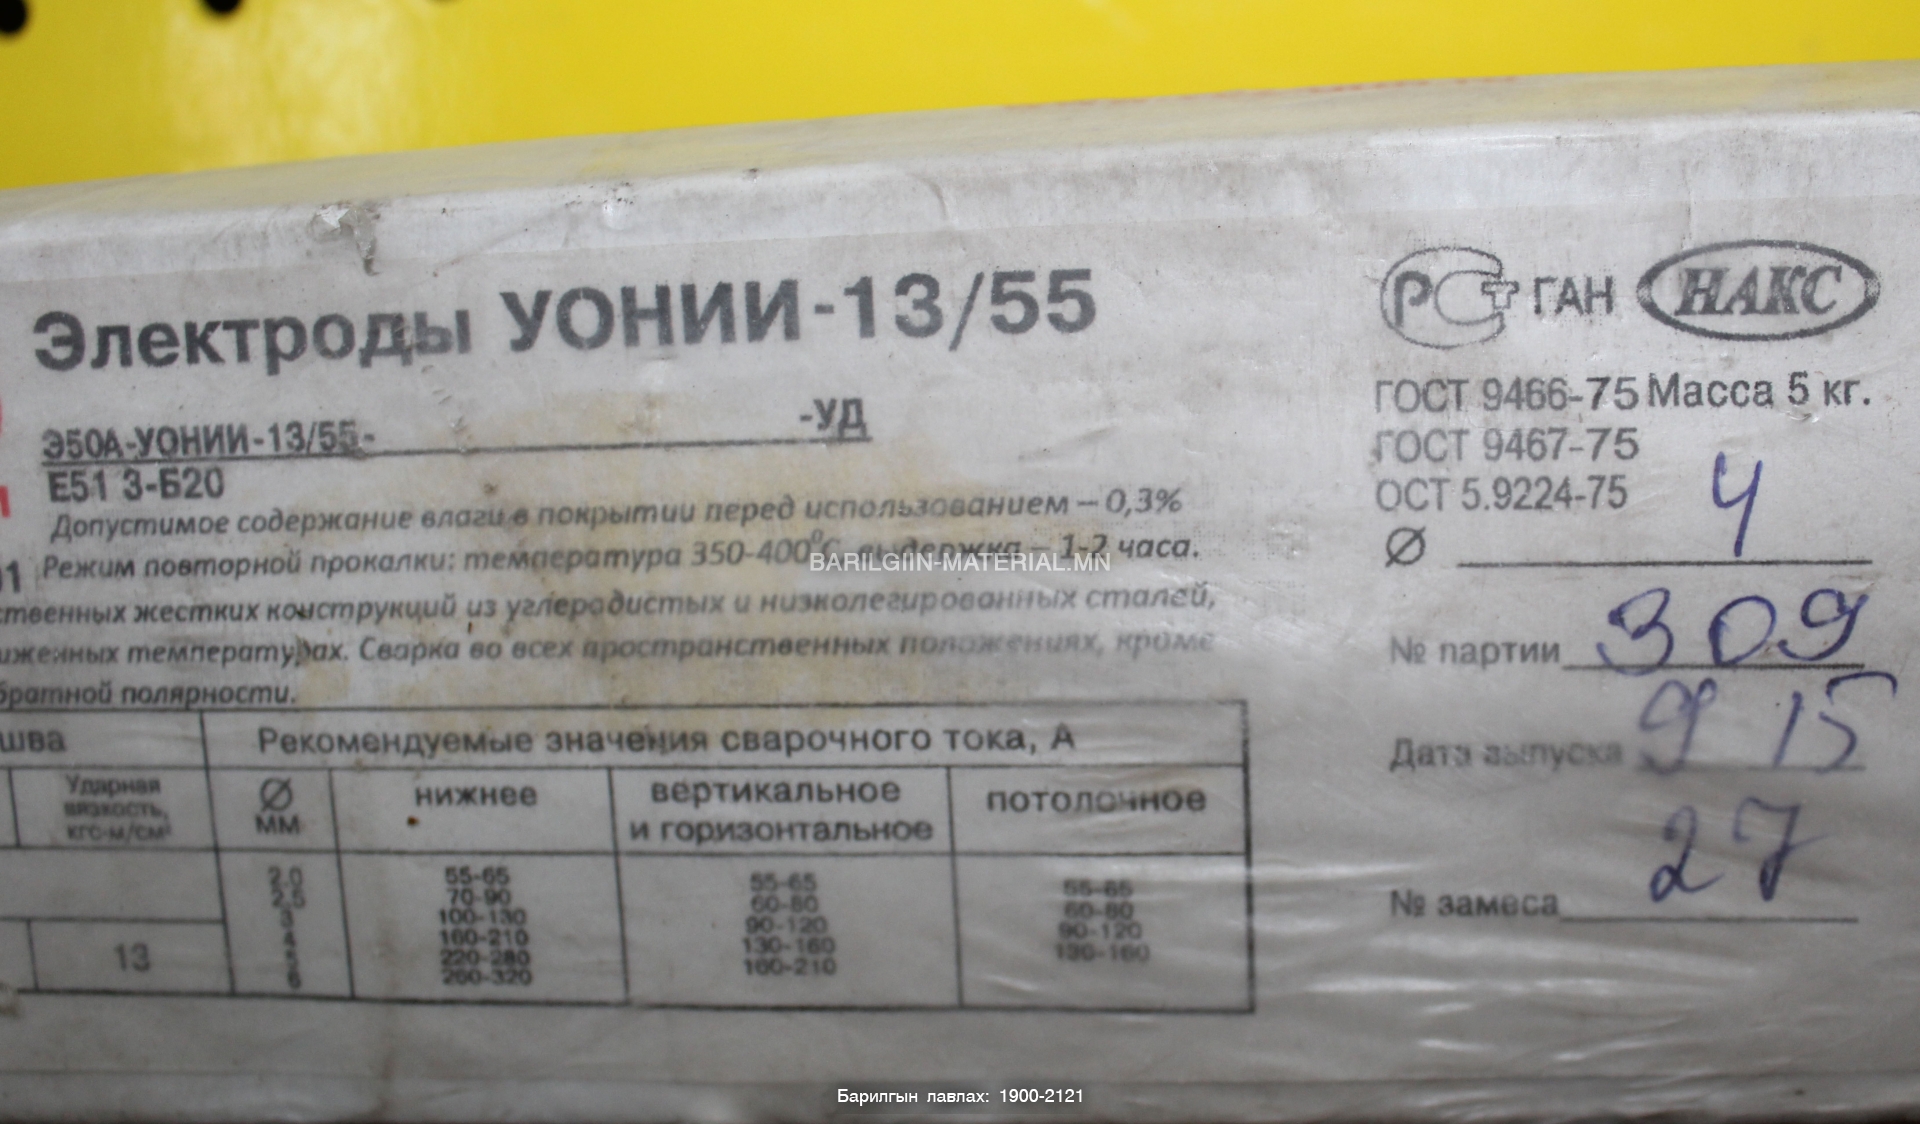 Электроды УОНИИ-13/55
Э50А-УОНИИ-13/55- -УД
Е51 3-Б20
Допустимое содержание влаги в покрытии перед использованием – 0,3%
Режим повторной прокалки: температура 350-400⁰С, выдержка – 1-2 часа.
ственных жестких конструкций из углеродистых и низколегированных сталей,
иженных температурах. Сварка во всех пространственных положениях, кроме
братной полярности.
РСТ ГАН НАКС
ГОСТ 9466-75 Масса 5 кг.
ГОСТ 9467-75
ОСТ 5.9224-75
Ø 4
№ партии 309
Дата выпуска 9 15
№ замеса 27
шва Рекомендуемые значения сварочного тока, А
Ударная вязкость, кгс-м/см² Ø мм нижнее вертикальное и горизонтальное потолочное
2.0 55-65 55-65 55-65
2,5 70-90 60-80 60-80
3 100-130 90-120 90-120
4 160-210 130-160 130-160
5 220-280 160-210
6 260-320
13
BARILGIIN-MATERIAL.MN
Барилгын лавлах: 1900-2121